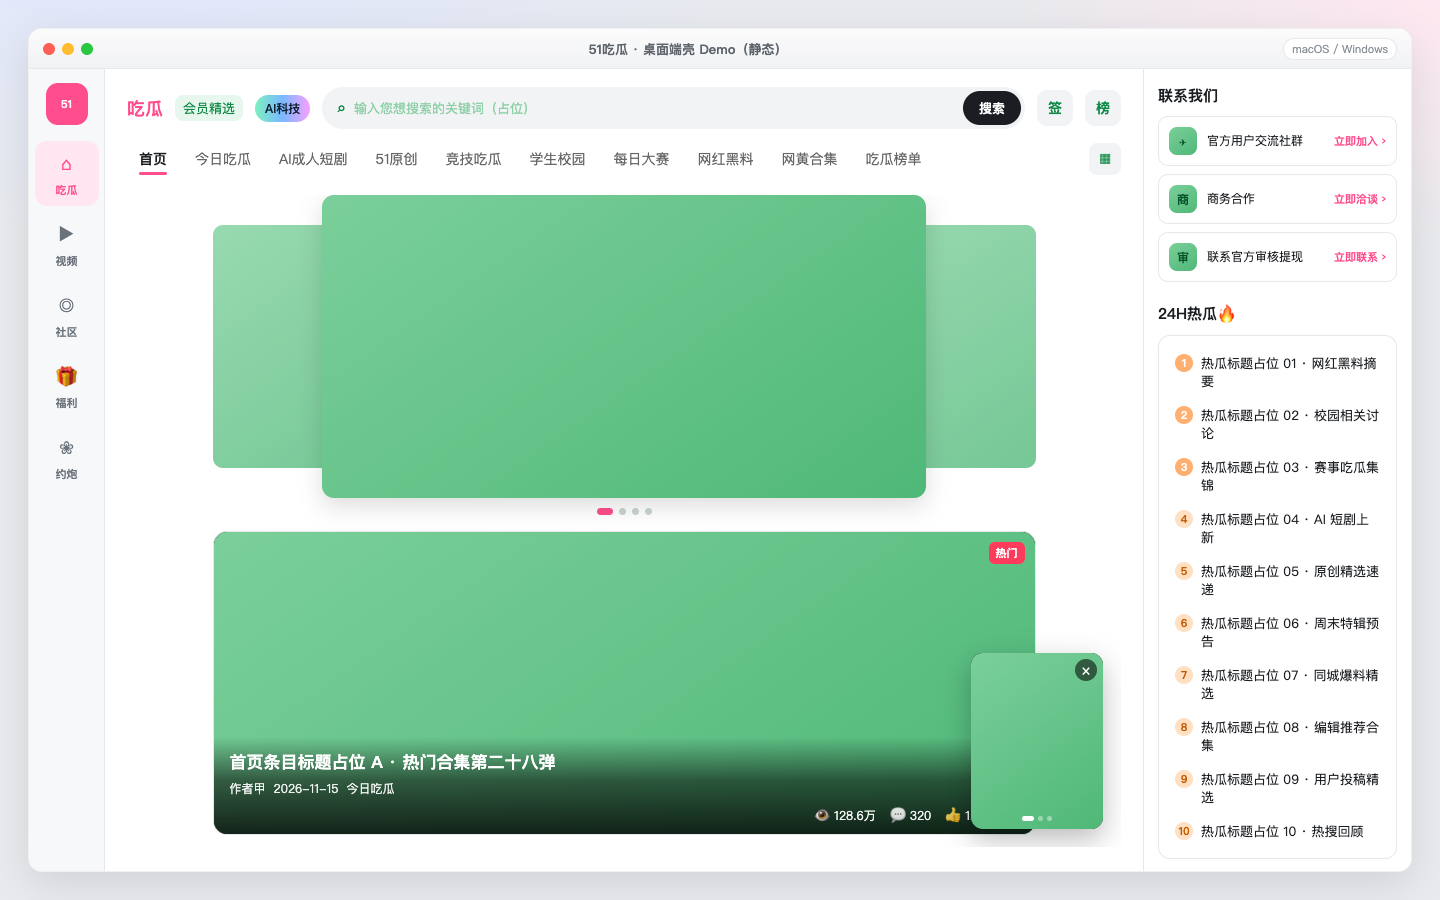 51吃瓜 · 桌面端壳 Demo（静态）
macOS / Windows
51
吃瓜
视频
社区
福利
约炮
吃瓜
会员精选
AI科技
输入您想搜索的关键词（占位）
搜索
签
榜
首页 今日吃瓜 AI成人短剧 51原创 竞技吃瓜 学生校园 每日大赛 网红黑料 网黄合集 吃瓜榜单
热门
首页条目标题占位 A · 热门合集第二十八弹
作者甲 2026-11-15 今日吃瓜
128.6万 320 1
联系我们
官方用户交流社群 立即加入 ›
商 商务合作 立即洽谈 ›
审 联系官方审核提现 立即联系 ›
24H热瓜🔥
1 热瓜标题占位 01 · 网红黑料摘
要
2 热瓜标题占位 02 · 校园相关讨
论
3 热瓜标题占位 03 · 赛事吃瓜集
锦
4 热瓜标题占位 04 · AI 短剧上
新
5 热瓜标题占位 05 · 原创精选速
递
6 热瓜标题占位 06 · 周末特辑预
告
7 热瓜标题占位 07 · 同城爆料精
选
8 热瓜标题占位 08 · 编辑推荐合
集
9 热瓜标题占位 09 · 用户投稿精
选
10 热瓜标题占位 10 · 热搜回顾